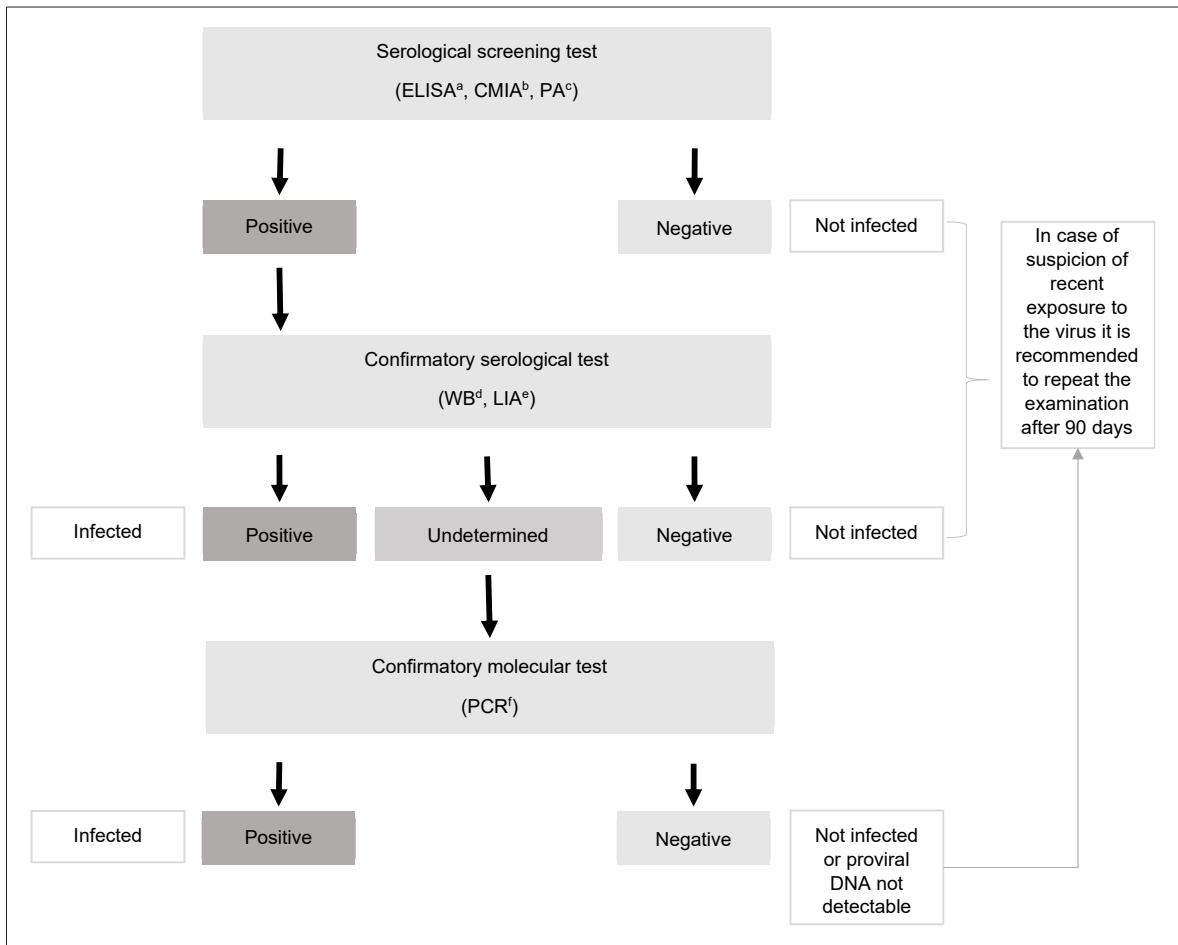 Serological screening test
(ELISAᵃ, CMIAᵇ, PAᶜ)
Positive
Negative
Not infected
In case of
suspicion of
recent
exposure to
the virus it is
recommended
to repeat the
examination
after 90 days
Confirmatory serological test
(WBᵈ, LIAᵉ)
Infected
Positive
Undetermined
Negative
Not infected
Confirmatory molecular test
(PCRᶠ)
Infected
Positive
Negative
Not infected
or proviral
DNA not
detectable